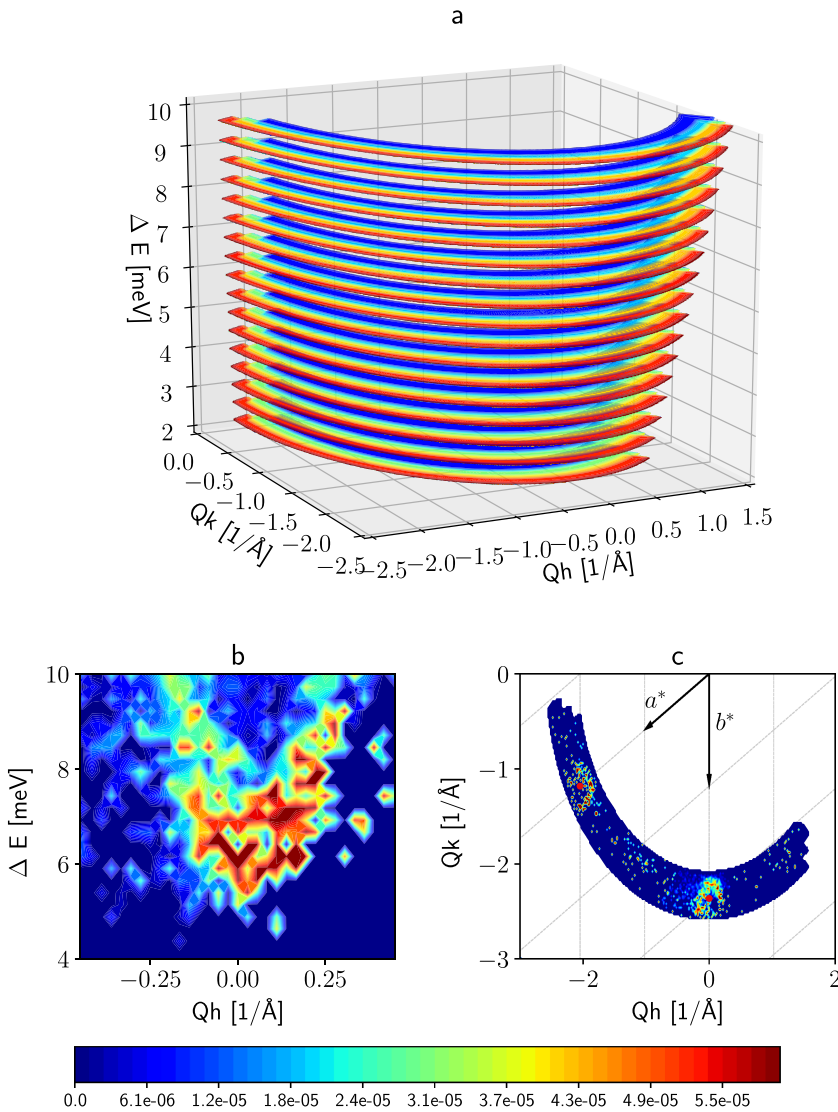 a
10
9
8
7
6
5
4
3
2
Δ E [meV]
0.0
−0.5
−1.0
−1.5
−2.0
−2.5
Qk [1/Å]
−2.5 −2.0 −1.5 −1.0 −0.5 0.0 0.5 1.0 1.5
Qh [1/Å]
b
10
8
6
4
Δ E [meV]
−0.25 0.00 0.25
Qh [1/Å]
c
0
−1
−2
−3
Qk [1/Å]
a*
b*
−2 0 2
Qh [1/Å]
0.0 6.1e-06 1.2e-05 1.8e-05 2.4e-05 3.1e-05 3.7e-05 4.3e-05 4.9e-05 5.5e-05